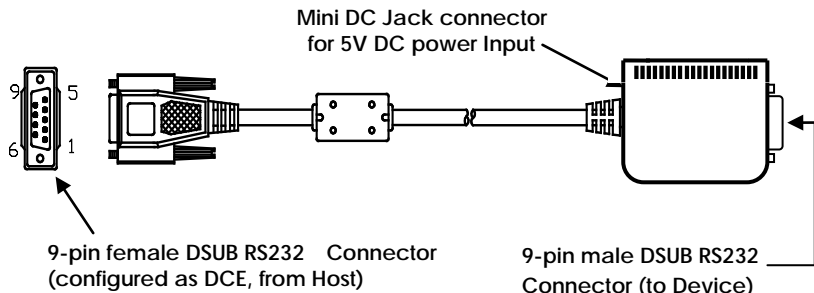 Mini DC Jack connector
for 5V DC power Input
9 5
6 1
9-pin female DSUB RS232 Connector
(configured as DCE, from Host)
9-pin male DSUB RS232
Connector (to Device)